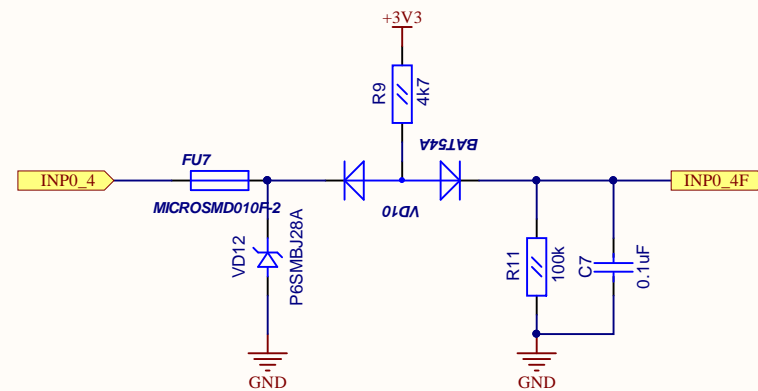 +3V3
R9
4k7
BAT54A
FU7
INP0_4
INP0_4F
MICROSMD010F-2
VD10
VD12
P6SMBJ28A
R11
100k
C7
0.1uF
GND
GND